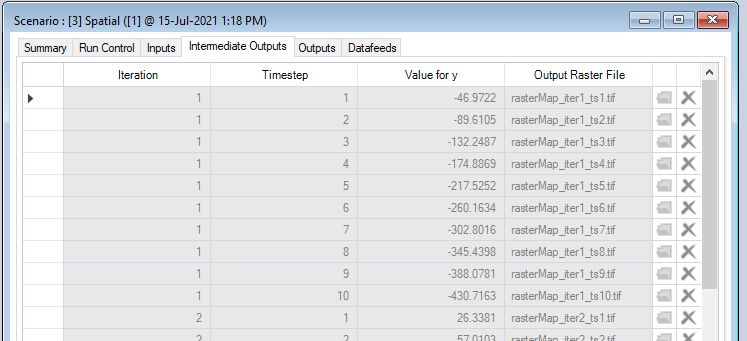 Scenario : [3] Spatial ([1] @ 15-Jul-2021 1:18 PM)
Summary Run Control Inputs Intermediate Outputs Outputs Datafeeds
Iteration Timestep Value for y Output Raster File
1 1 -46.9722 rasterMap_iter1_ts1.tif
1 2 -89.6105 rasterMap_iter1_ts2.tif
1 3 -132.2487 rasterMap_iter1_ts3.tif
1 4 -174.8869 rasterMap_iter1_ts4.tif
1 5 -217.5252 rasterMap_iter1_ts5.tif
1 6 -260.1634 rasterMap_iter1_ts6.tif
1 7 -302.8016 rasterMap_iter1_ts7.tif
1 8 -345.4398 rasterMap_iter1_ts8.tif
1 9 -388.0781 rasterMap_iter1_ts9.tif
1 10 -430.7163 rasterMap_iter1_ts10.tif
2 1 26.3381 rasterMap_iter2_ts1.tif
2 2 57.0103 rasterMap_iter2_ts2.tif